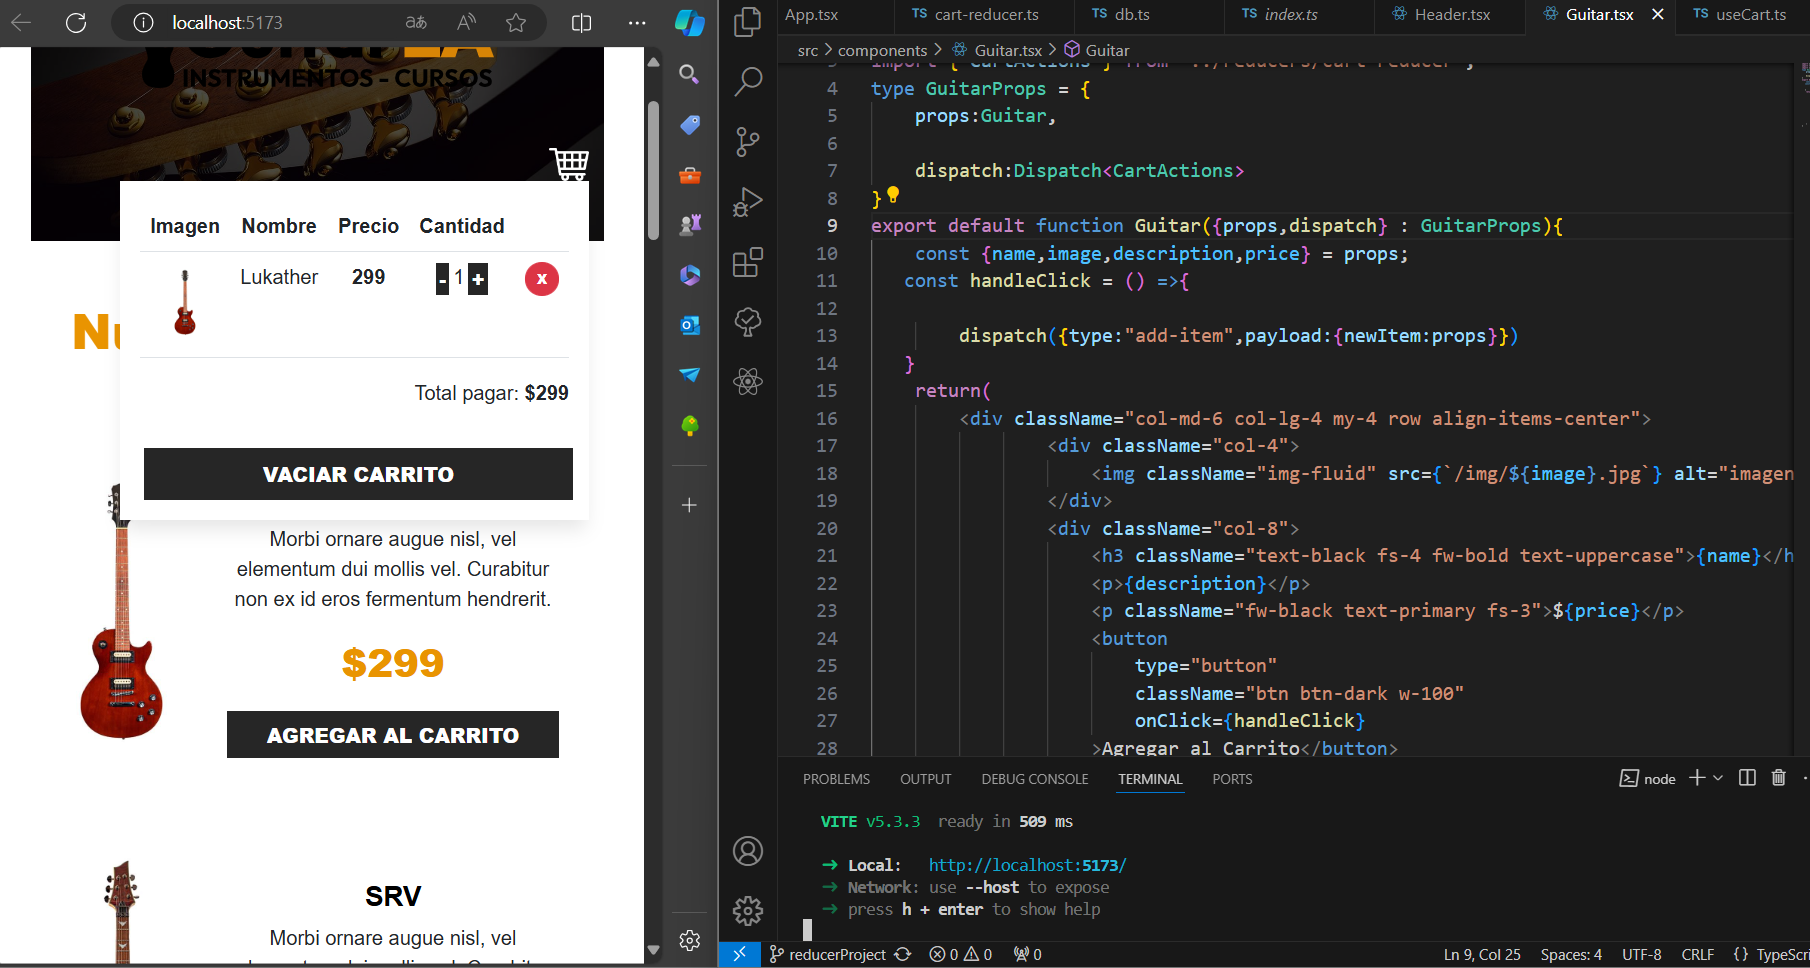 localhost:5173
INSTRUMENTOS - CURSOS
Imagen Nombre Precio Cantidad
Lukather 299 - 1 + x
Total pagar: $299
VACIAR CARRITO
Morbi ornare augue nisl, vel
elementum dui mollis vel. Curabitur
non ex id eros fermentum hendrerit.
$299
AGREGAR AL CARRITO
SRV
Morbi ornare augue nisl, vel
App.tsx TS cart-reducer.ts TS db.ts TS index.ts Header.tsx Guitar.tsx TS useCart.ts
src > components > Guitar.tsx > Guitar
4 type GuitarProps = {
5 props:Guitar,
6
7 dispatch:Dispatch<CartActions>
8 }
9 export default function Guitar({props,dispatch} : GuitarProps){
10 const {name,image,description,price} = props;
11 const handleClick = () =>{
12
13 dispatch({type:"add-item",payload:{newItem:props}})
14 }
15 return(
16 <div className="col-md-6 col-lg-4 my-4 row align-items-center">
17 <div className="col-4">
18 <img className="img-fluid" src={`/img/${image}.jpg`} alt="imagen
19 </div>
20 <div className="col-8">
21 <h3 className="text-black fs-4 fw-bold text-uppercase">{name}</h
22 <p>{description}</p>
23 <p className="fw-black text-primary fs-3">${price}</p>
24 <button
25 type="button"
26 className="btn btn-dark w-100"
27 onClick={handleClick}
28 >Agregar al Carrito</button>
PROBLEMS OUTPUT DEBUG CONSOLE TERMINAL PORTS node
VITE v5.3.3 ready in 509 ms
➜ Local: http://localhost:5173/
➜ Network: use --host to expose
➜ press h + enter to show help
reducerProject 0 0 0 Ln 9, Col 25 Spaces: 4 UTF-8 CRLF {} TypeScri